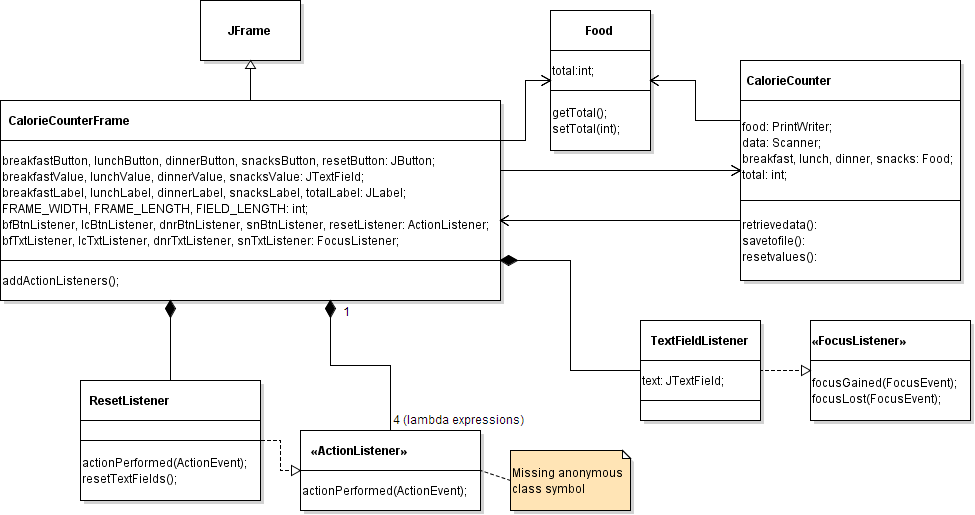 JFrame
Food
total:int;
getTotal();
setTotal(int);
CalorieCounter
food: PrintWriter;
data: Scanner;
breakfast, lunch, dinner, snacks: Food;
total: int;
retrievedata():
savetofile():
resetvalues():
CalorieCounterFrame
breakfastButton, lunchButton, dinnerButton, snacksButton, resetButton: JButton;
breakfastValue, lunchValue, dinnerValue, snacksValue: JTextField;
breakfastLabel, lunchLabel, dinnerLabel, snacksLabel, totalLabel: JLabel;
FRAME_WIDTH, FRAME_LENGTH, FIELD_LENGTH: int;
bfBtnListener, lcBtnListener, dnrBtnListener, snBtnListener, resetListener: ActionListener;
bfTxtListener, lcTxtListener, dnrTxtListener, snTxtListener: FocusListener;
addActionListeners();
1
TextFieldListener
text: JTextField;
«FocusListener»
focusGained(FocusEvent);
focusLost(FocusEvent);
ResetListener
actionPerformed(ActionEvent);
resetTextFields();
4 (lambda expressions)
«ActionListener»
actionPerformed(ActionEvent);
Missing anonymous
class symbol